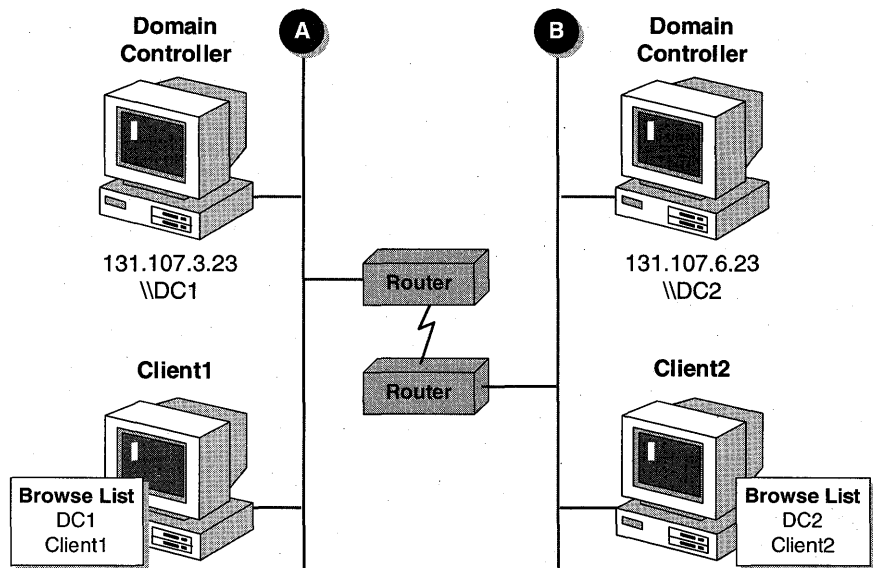 Domain
Controller
A
B
Domain
Controller
131.107.3.23
\\DC1
131.107.6.23
\\DC2
Router
Router
Client1
Client2
Browse List
DC1
Client1
Browse List
DC2
Client2